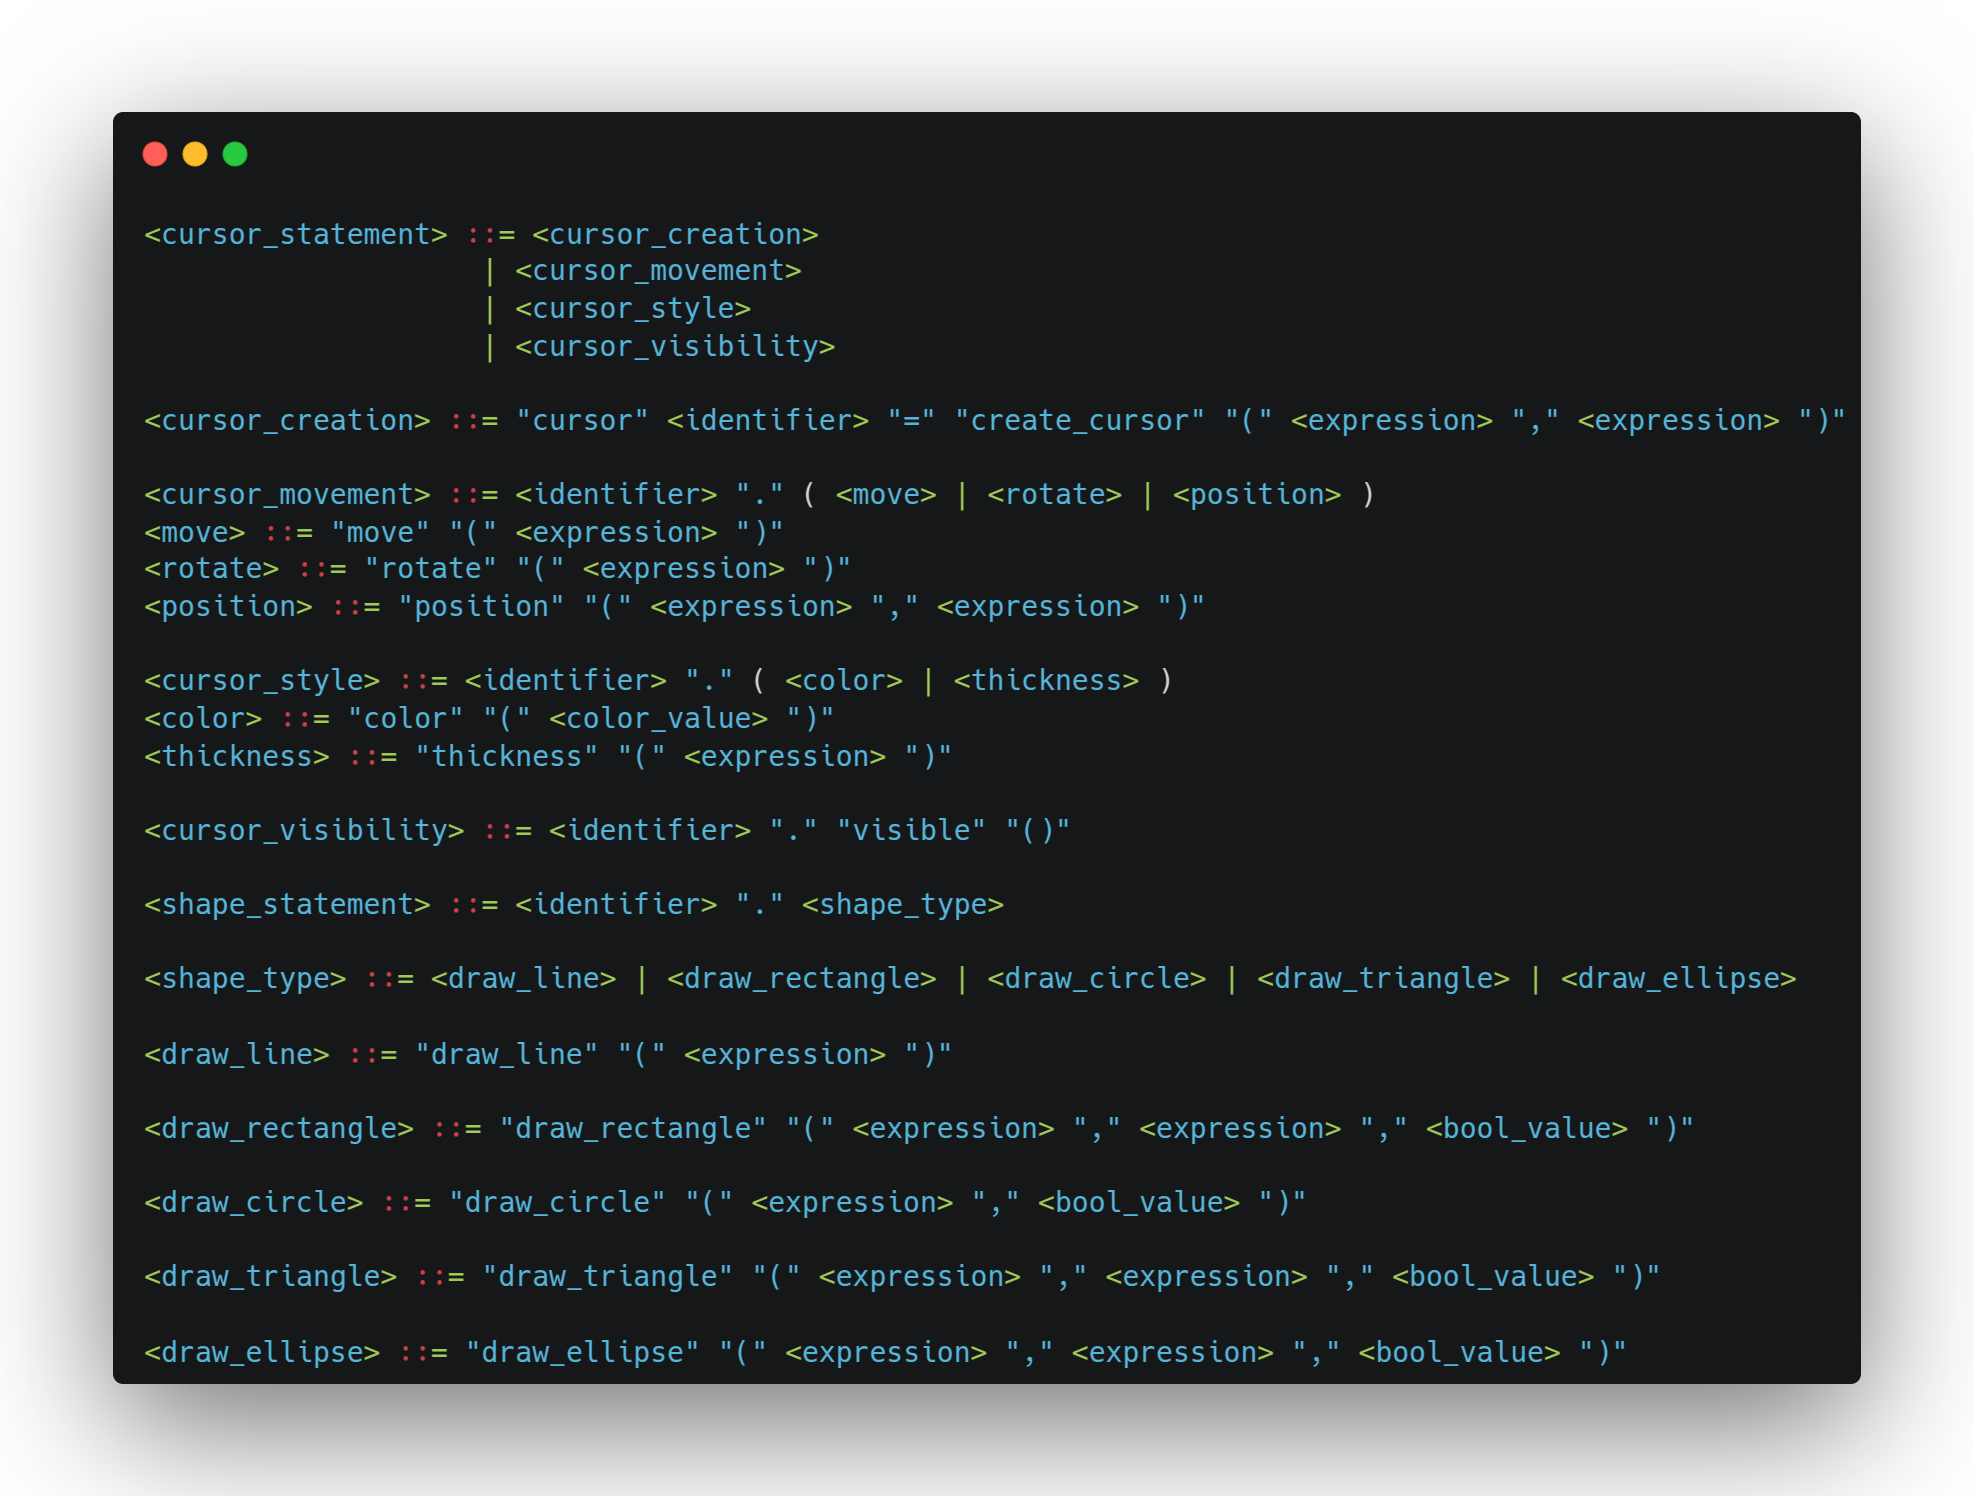 <cursor_statement> ::= <cursor_creation>
| <cursor_movement>
| <cursor_style>
| <cursor_visibility>
<cursor_creation> ::= "cursor" <identifier> "=" "create_cursor" "(" <expression> "," <expression> ")"
<cursor_movement> ::= <identifier> "." ( <move> | <rotate> | <position> )
<move> ::= "move" "(" <expression> ")"
<rotate> ::= "rotate" "(" <expression> ")"
<position> ::= "position" "(" <expression> "," <expression> ")"
<cursor_style> ::= <identifier> "." ( <color> | <thickness> )
<color> ::= "color" "(" <color_value> ")"
<thickness> ::= "thickness" "(" <expression> ")"
<cursor_visibility> ::= <identifier> "." "visible" "()"
<shape_statement> ::= <identifier> "." <shape_type>
<shape_type> ::= <draw_line> | <draw_rectangle> | <draw_circle> | <draw_triangle> | <draw_ellipse>
<draw_line> ::= "draw_line" "(" <expression> ")"
<draw_rectangle> ::= "draw_rectangle" "(" <expression> "," <expression> "," <bool_value> ")"
<draw_circle> ::= "draw_circle" "(" <expression> "," <bool_value> ")"
<draw_triangle> ::= "draw_triangle" "(" <expression> "," <expression> "," <bool_value> ")"
<draw_ellipse> ::= "draw_ellipse" "(" <expression> "," <expression> "," <bool_value> ")"